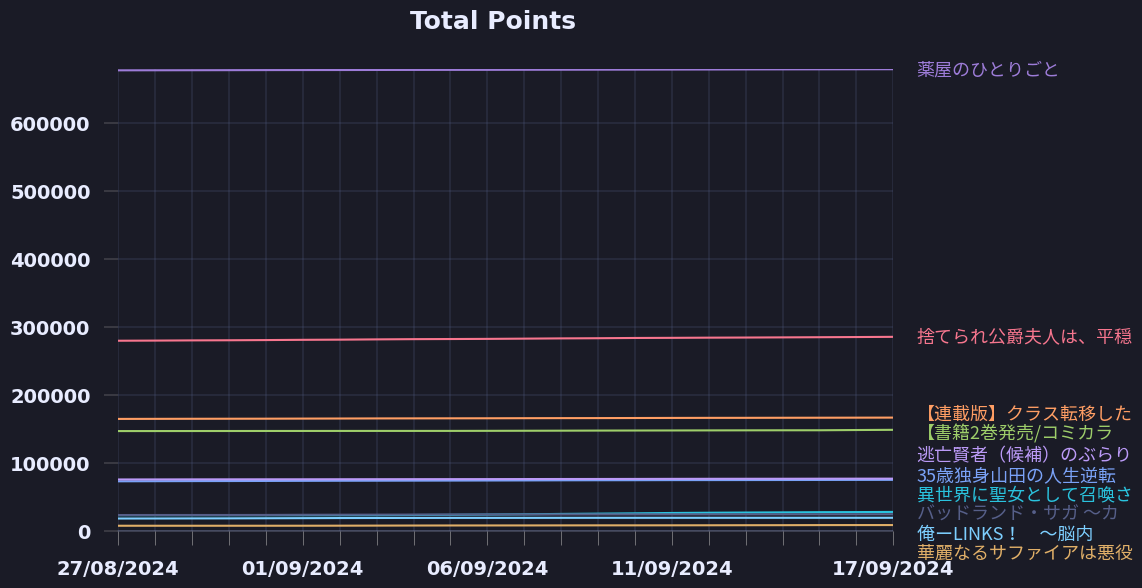 Total Points
600000
500000
400000
300000
200000
100000
0
27/08/2024
01/09/2024
06/09/2024
11/09/2024
17/09/2024
薬屋のひとりごと
捨てられ公爵夫人は、平穏
【連載版】クラス転移した
【書籍2巻発売/コミカラ
逃亡賢者（候補）のぶらり
35歳独身山田の人生逆転
異世界に聖女として召喚さ
バッドランド・サガ ～カ
俺ーLINKS！　～脳内
華麗なるサファイアは悪役